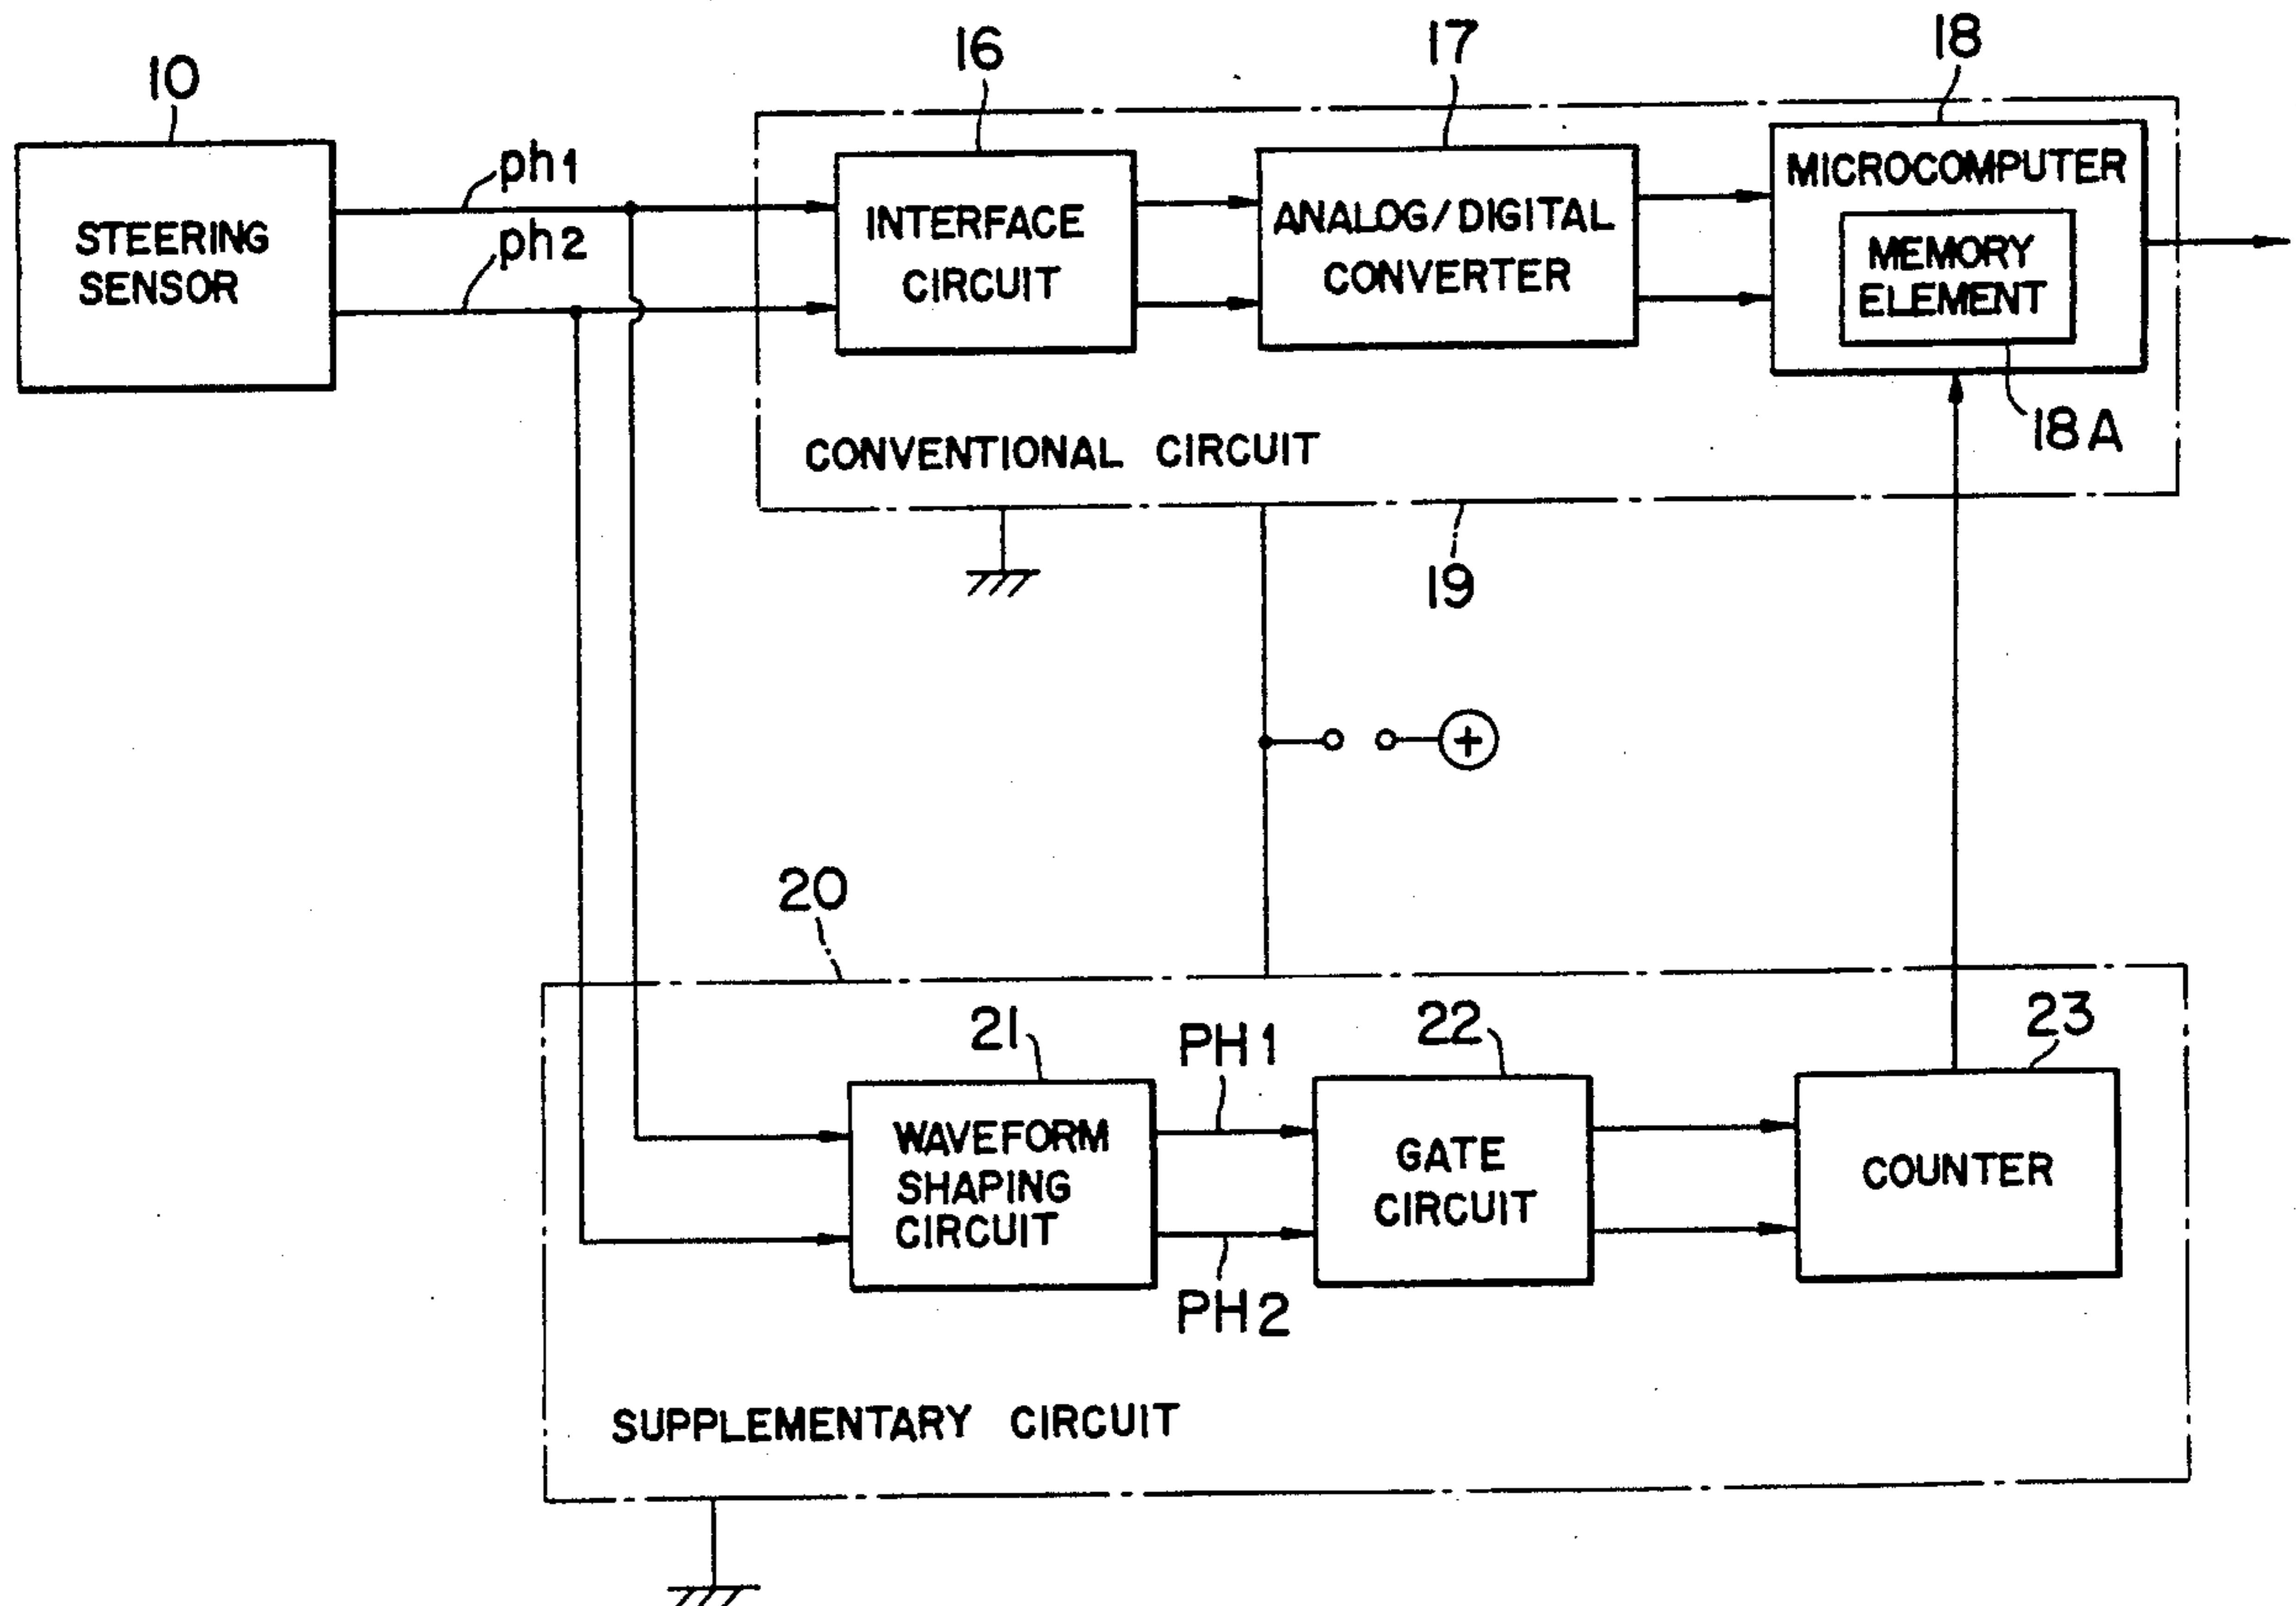 10
16
17
18
STEERING
SENSOR
ph1
ph2
INTERFACE
CIRCUIT
ANALOG/DIGITAL
CONVERTER
MICROCOMPUTER
MEMORY
ELEMENT
18A
CONVENTIONAL CIRCUIT
19
+
20
21
PH1
22
23
WAVEFORM
SHAPING
CIRCUIT
GATE
CIRCUIT
COUNTER
PH2
SUPPLEMENTARY CIRCUIT